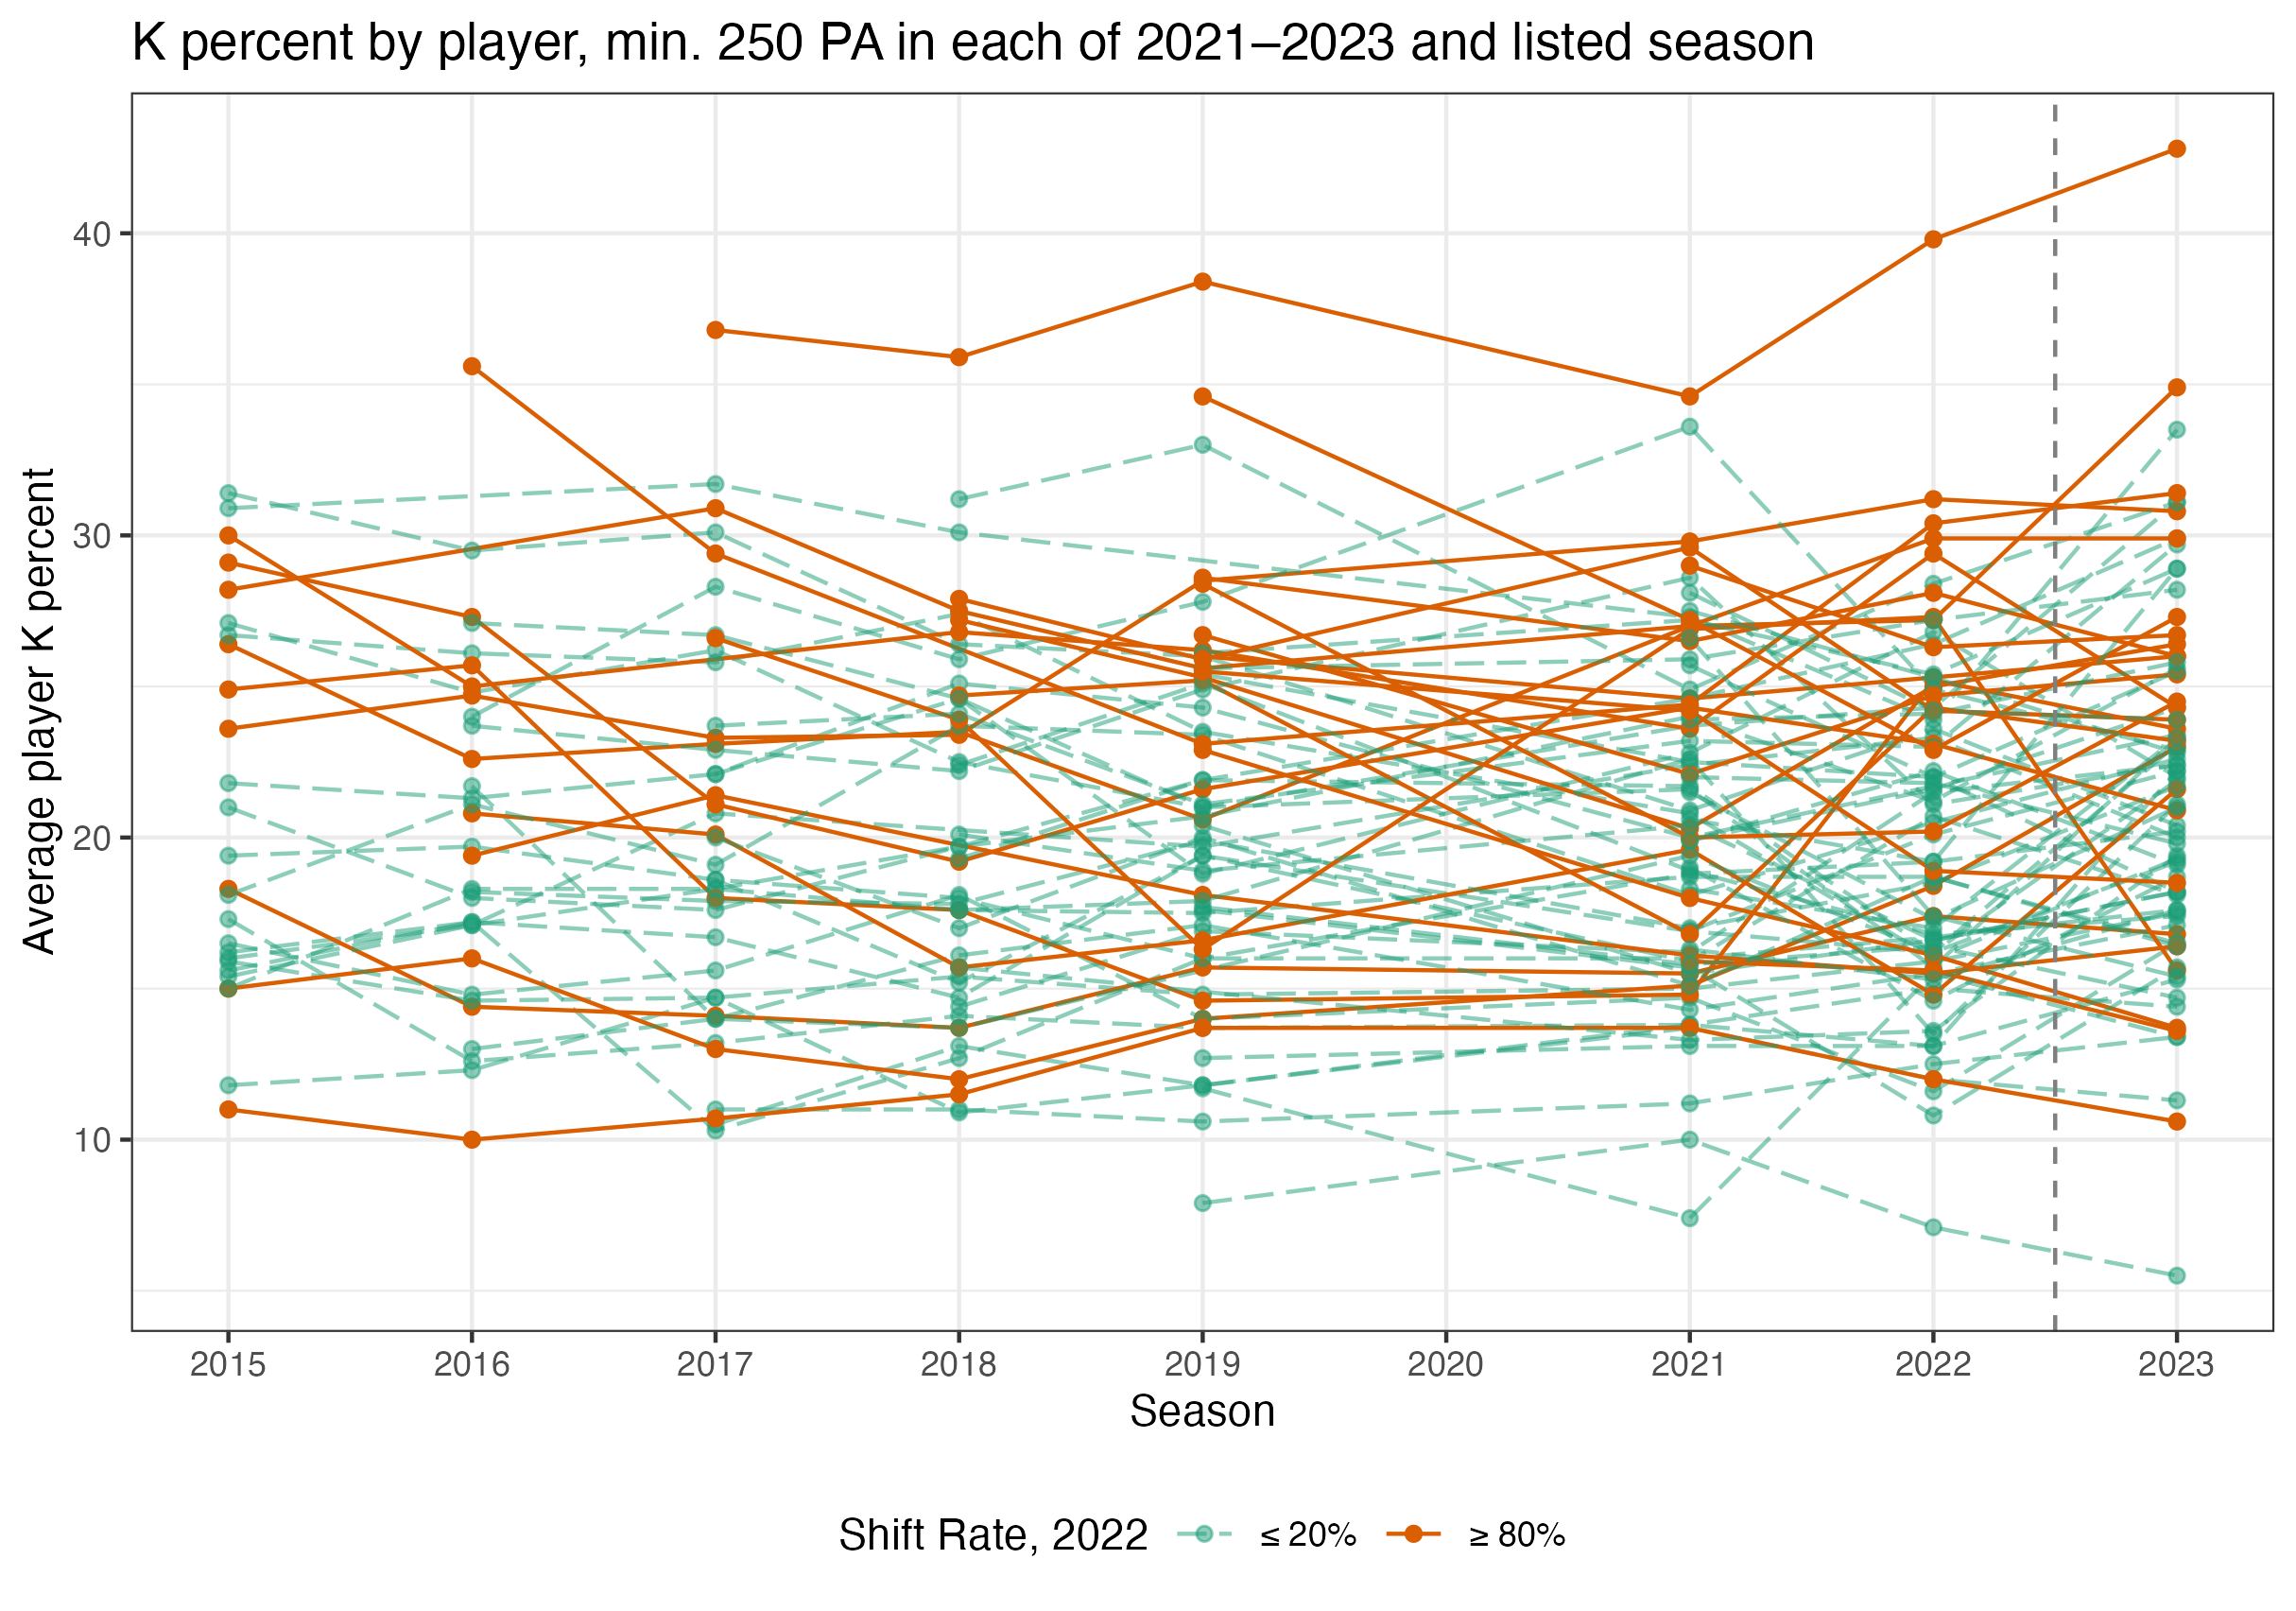 K percent by player, min. 250 PA in each of 2021–2023 and listed season
Average player K percent
40
30
20
10
2015 2016 2017 2018 2019 2020 2021 2022 2023
Season
Shift Rate, 2022 ≤ 20% ≥ 80%